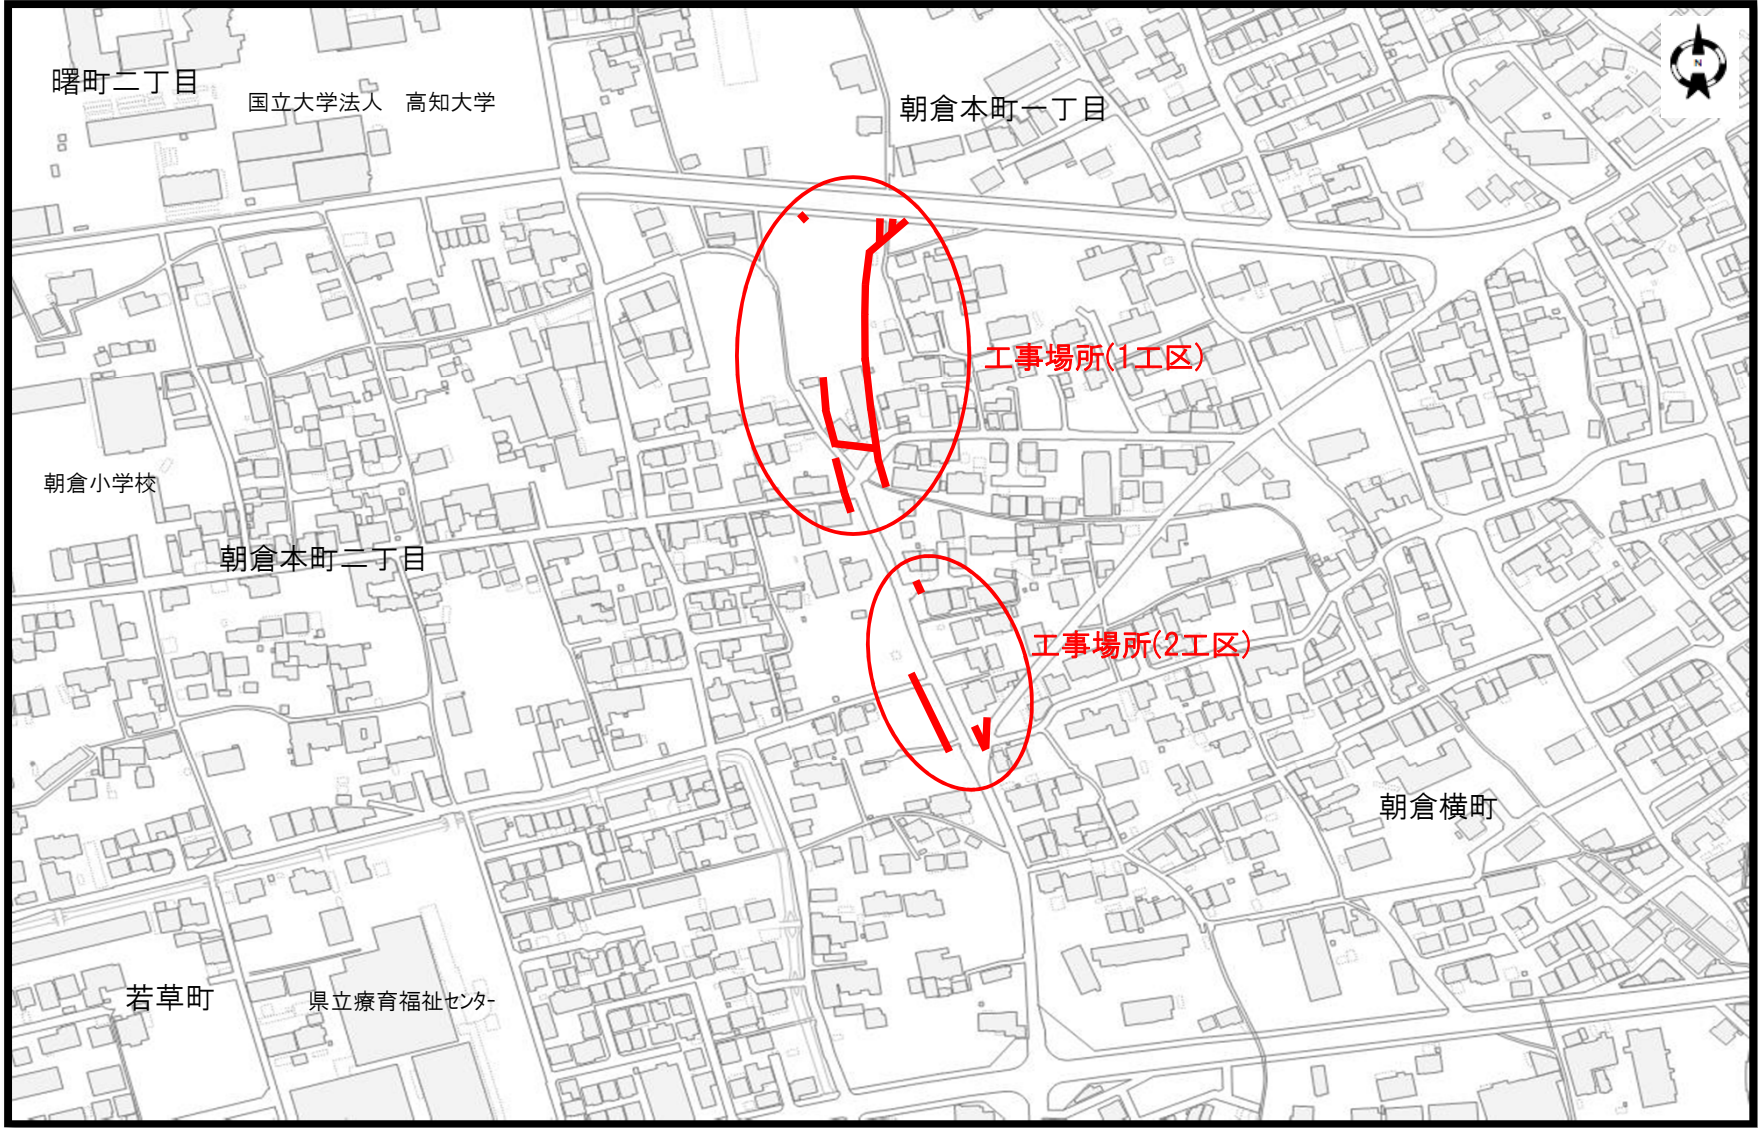 曙町二丁目
国立大学法人　高知大学
朝倉本町一丁目
N
工事場所(1工区)
朝倉小学校
朝倉本町二丁目
工事場所(2工区)
朝倉横町
若草町
県立療育福祉センター